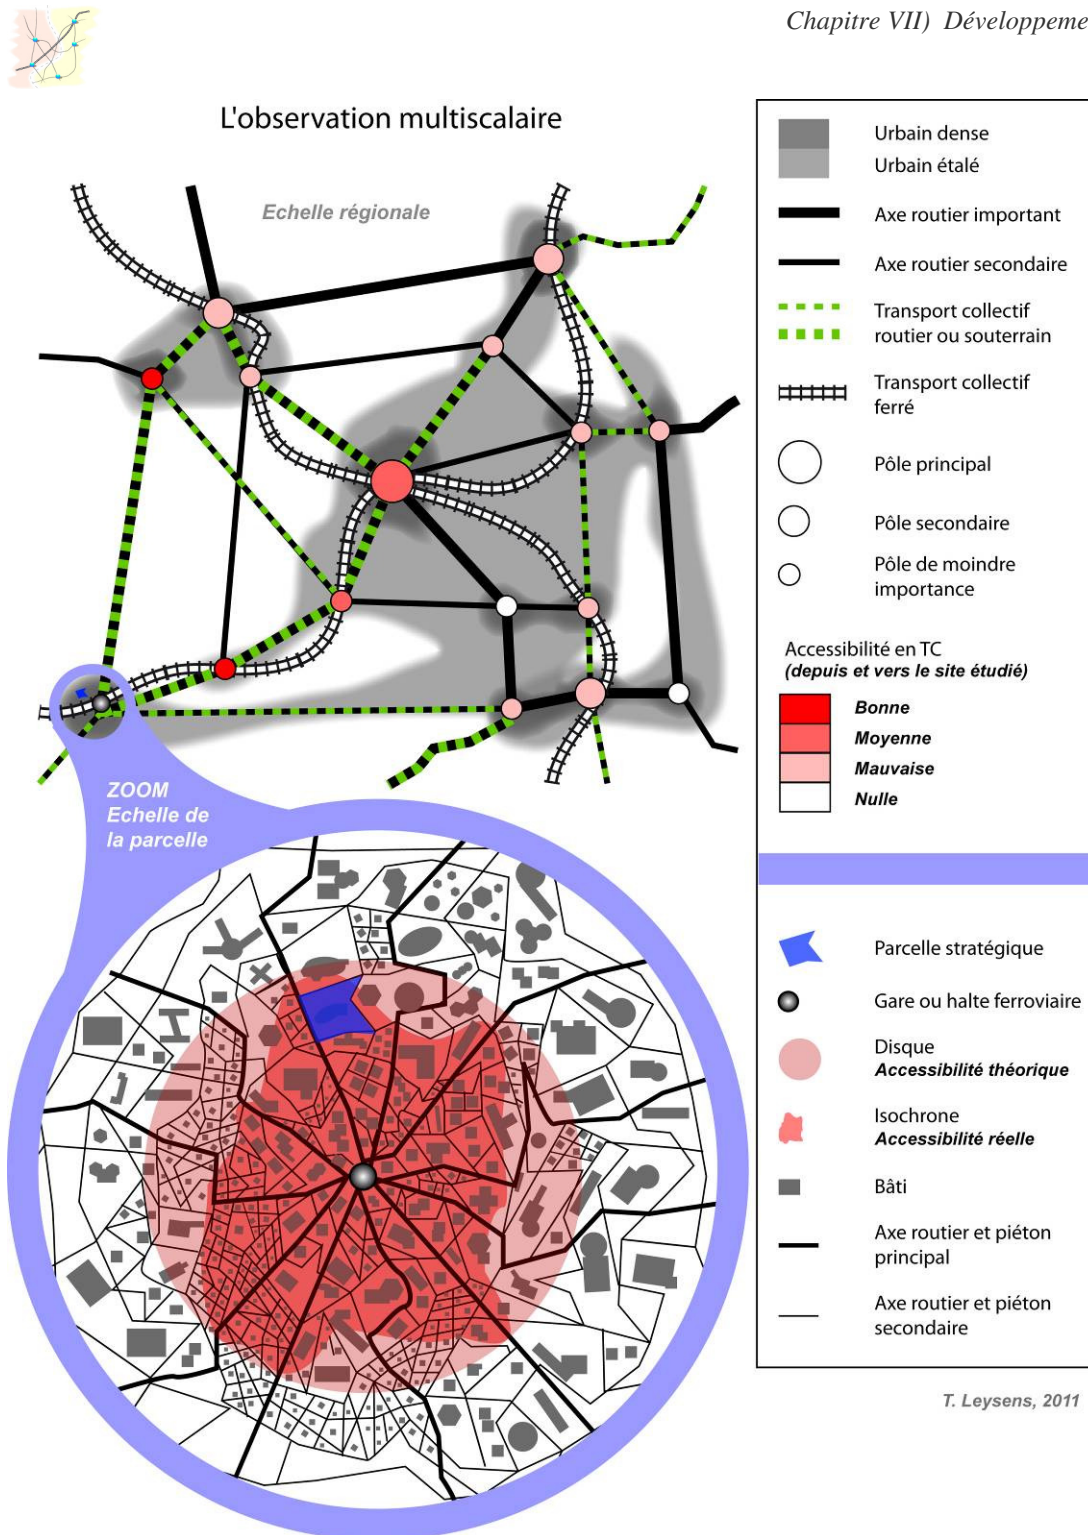 Chapitre VII) Développeme
L'observation multiscalaire
Echelle régionale
ZOOM
Echelle de
la parcelle
Urbain dense
Urbain étalé
Axe routier important
Axe routier secondaire
Transport collectif
routier ou souterrain
Transport collectif
ferré
Pôle principal
Pôle secondaire
Pôle de moindre
importance
Accessibilité en TC
(depuis et vers le site étudié)
Bonne
Moyenne
Mauvaise
Nulle
Parcelle stratégique
Gare ou halte ferroviaire
Disque
Accessibilité théorique
Isochrone
Accessibilité réelle
Bâti
Axe routier et piéton
principal
Axe routier et piéton
secondaire
T. Leysens, 2011